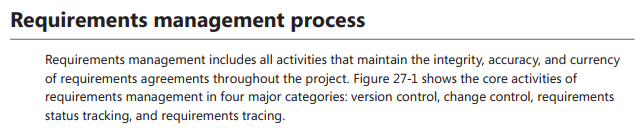 Requirements management process
Requirements management includes all activities that maintain the integrity, accuracy, and currency
of requirements agreements throughout the project. Figure 27-1 shows the core activities of
requirements management in four major categories: version control, change control, requirements
status tracking, and requirements tracing.